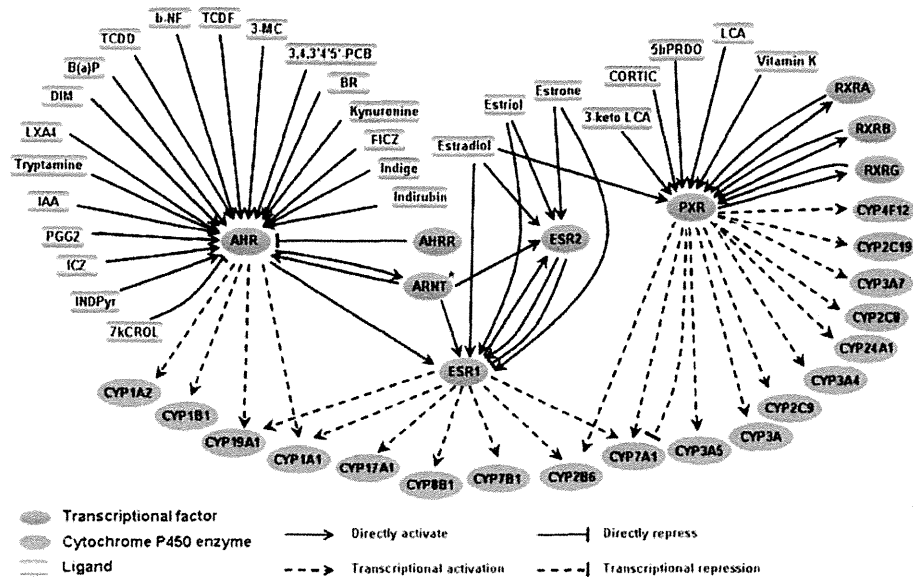 b-NF
TCDF
3-MC
TCDD
3,4,3'4'5'-PCB
B(a)P
BR
DIM
Kynuronine
LXA4
FICZ
Tryptamine
Indige
IAA
Indirubin
PGG2
AHR
AHRR
ICZ
ARNT*
INDPyr
7kCROL
Estriol
Estrone
Estradiol
ESR2
ESR1
5bPRDO
LCA
CORTIC
Vitamin K
3-keto LCA
RXRA
RXRB
RXRG
PXR
CYP4F12
CYP2C19
CYP3A7
CYP2C8
CYP24A1
CYP3A4
CYP2C9
CYP3A
CYP3A5
CYP7A1
CYP2B6
CYP7B1
CYP8B1
CYP17A1
CYP1A1
CYP19A1
CYP1B1
CYP1A2
Transcriptional factor
Cytochrome P450 enzyme
Ligand
Directly activate
Directly repress
Transcriptional activation
Transcriptional repression